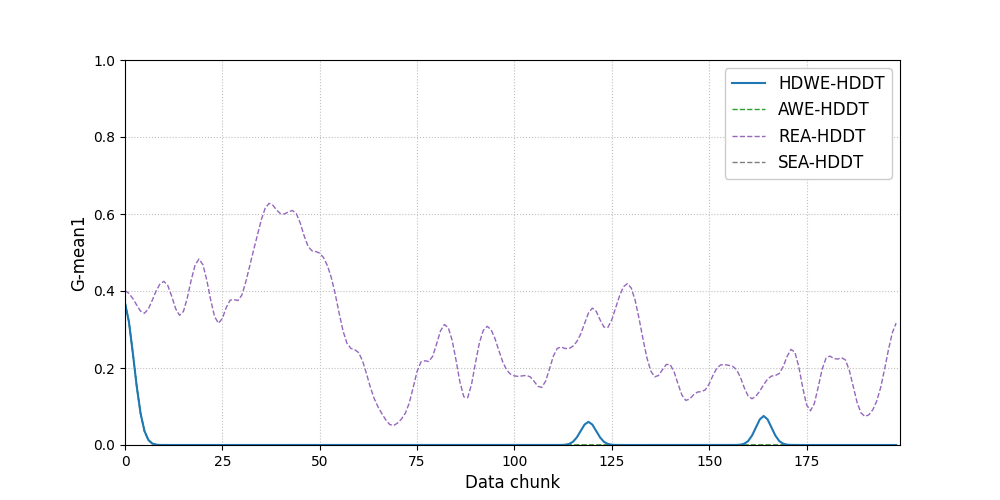 1.0
0.8
0.6
0.4
0.2
0.0
G-mean1
HDWE-HDDT
AWE-HDDT
REA-HDDT
SEA-HDDT
0 25 50 75 100 125 150 175
Data chunk